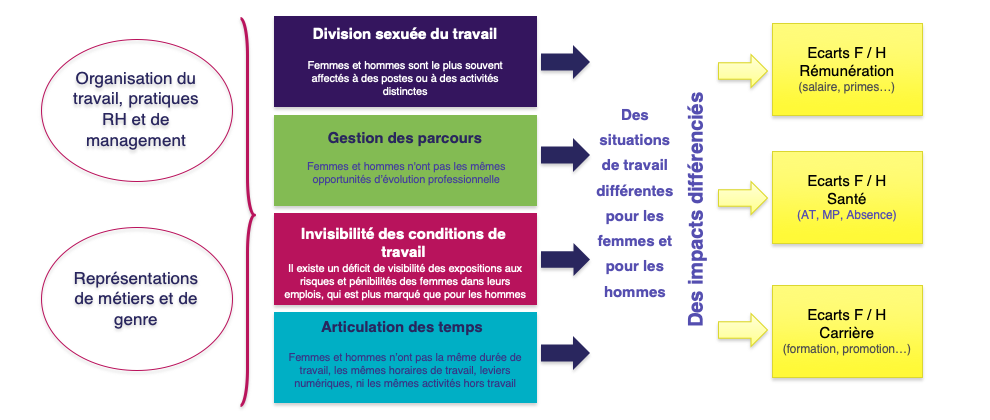 Organisation du
travail, pratiques
RH et de
management
Représentations
de métiers et de
genre
Division sexuée du travail
Femmes et hommes sont le plus souvent
affectés à des postes ou à des activités
distinctes
Gestion des parcours
Femmes et hommes n'ont pas les mêmes
opportunités d'évolution professionnelle
Invisibilité des conditions de
travail
Il existe un déficit de visibilité des expositions aux
risques et pénibilités des femmes dans leurs
emplois, qui est plus marqué que pour les hommes
Articulation des temps
Femmes et hommes n'ont pas la même durée de
travail, les mêmes horaires de travail, leviers
numériques, ni les mêmes activités hors travail
Des
situations
de travail
différentes
pour les
femmes et
pour les
hommes
Des impacts différenciés
Ecarts F / H
Rémunération
(salaire, primes…)
Ecarts F / H
Santé
(AT, MP, Absence)
Ecarts F / H
Carrière
(formation, promotion…)